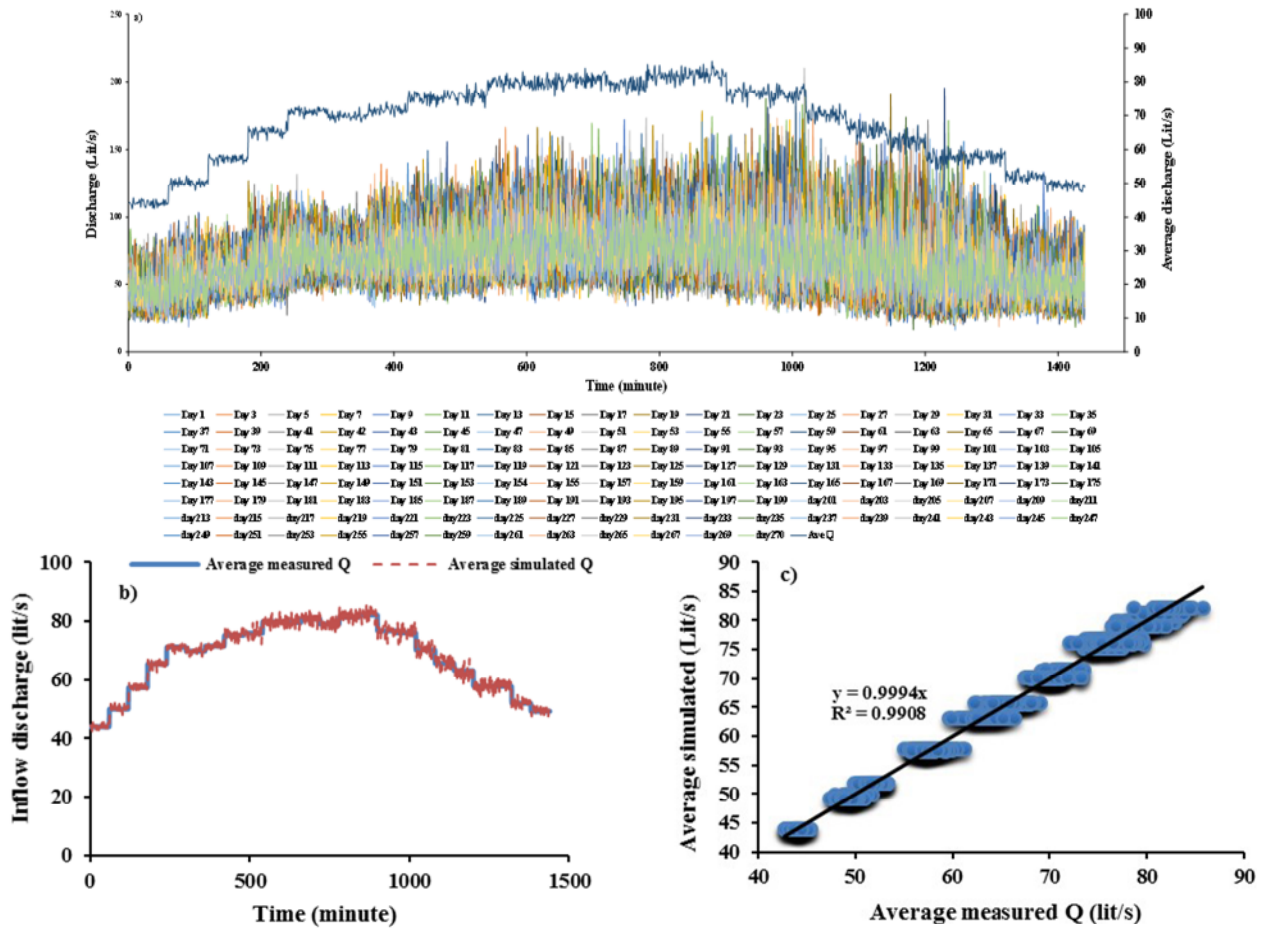 a)
250
200
150
100
50
0
Discharge (Lit/s)
100
90
80
70
60
50
40
30
20
10
0
Average discharge (Lit/s)
0 200 400 600 800 1000 1200 1400
Time (minute)
Day 1 Day 3 Day 5 Day 7 Day 9 Day 11 Day 13 Day 15 Day 17 Day 19 Day 21 Day 23 Day 25 Day 27 Day 29 Day 31 Day 33 Day 35
Day 37 Day 39 Day 41 Day 42 Day 43 Day 45 Day 47 Day 49 Day 51 Day 53 Day 55 Day 57 Day 59 Day 61 Day 63 Day 65 Day 67 Day 69
Day 71 Day 73 Day 75 Day 77 Day 79 Day 81 Day 83 Day 85 Day 87 Day 89 Day 91 Day 93 Day 95 Day 97 Day 99 Day 101 Day 103 Day 105
Day 107 Day 109 Day 111 Day 113 Day 115 Day 117 Day 119 Day 121 Day 123 Day 125 Day 127 Day 129 Day 131 Day 133 Day 135 Day 137 Day 139 Day 141
Day 143 Day 145 Day 147 Day 149 Day 151 Day 153 Day 154 Day 155 Day 157 Day 159 Day 161 Day 163 Day 165 Day 167 Day 169 Day 171 Day 173 Day 175
Day 177 Day 179 Day 181 Day 183 Day 185 Day 187 Day 189 Day 191 Day 193 Day 195 Day 197 Day 199 day201 day203 day205 day207 day209 day211
day213 day215 day217 day219 day221 day223 day225 day227 day229 day231 day233 day235 day237 day239 day241 day243 day245 day247
day249 day251 day253 day255 day257 day259 day261 day263 day265 day267 day269 day270 Ave Q
Average measured Q Average simulated Q
b)
100
80
60
40
20
0
Inflow discharge (lit/s)
0 500 1000 1500
Time (minute)
c)
90
85
80
75
70
65
60
55
50
45
40
Average simulated (Lit/s)
y = 0.9994x
R² = 0.9908
40 50 60 70 80 90
Average measured Q (lit/s)